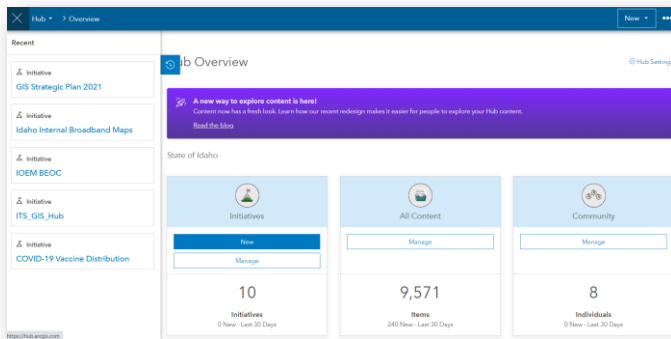 Hub
Overview
New
Recent
Initiative
GIS Strategic Plan 2021
Initiative
Idaho Internal Broadband Maps
Initiative
IOEM BEOC
Initiative
ITS_GIS_Hub
Initiative
COVID-19 Vaccine Distribution
https://hub.arcgis.com
ub Overview
Hub Setting
A new way to explore content is here!
Content now has a fresh look. Learn how our recent redesign makes it easier for people to explore your Hub content.
Read the blog
State of Idaho
Initiatives
New
Manage
10
Initiatives
0 New - Last 30 Days
All Content
Manage
9,571
Items
240 New - Last 30 Days
Community
Manage
8
Individuals
0 New - Last 30 Days